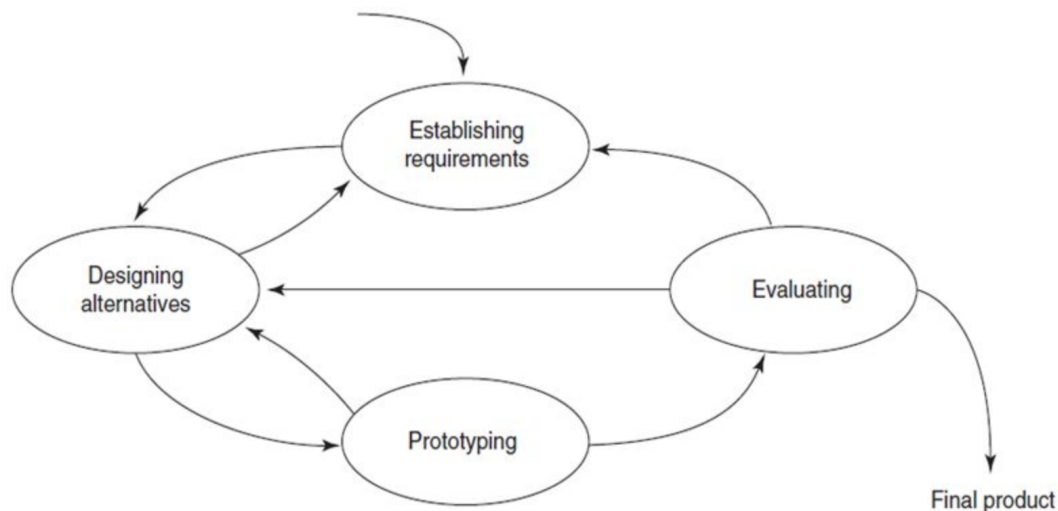 Establishing
requirements
Designing
alternatives
Evaluating
Prototyping
Final product